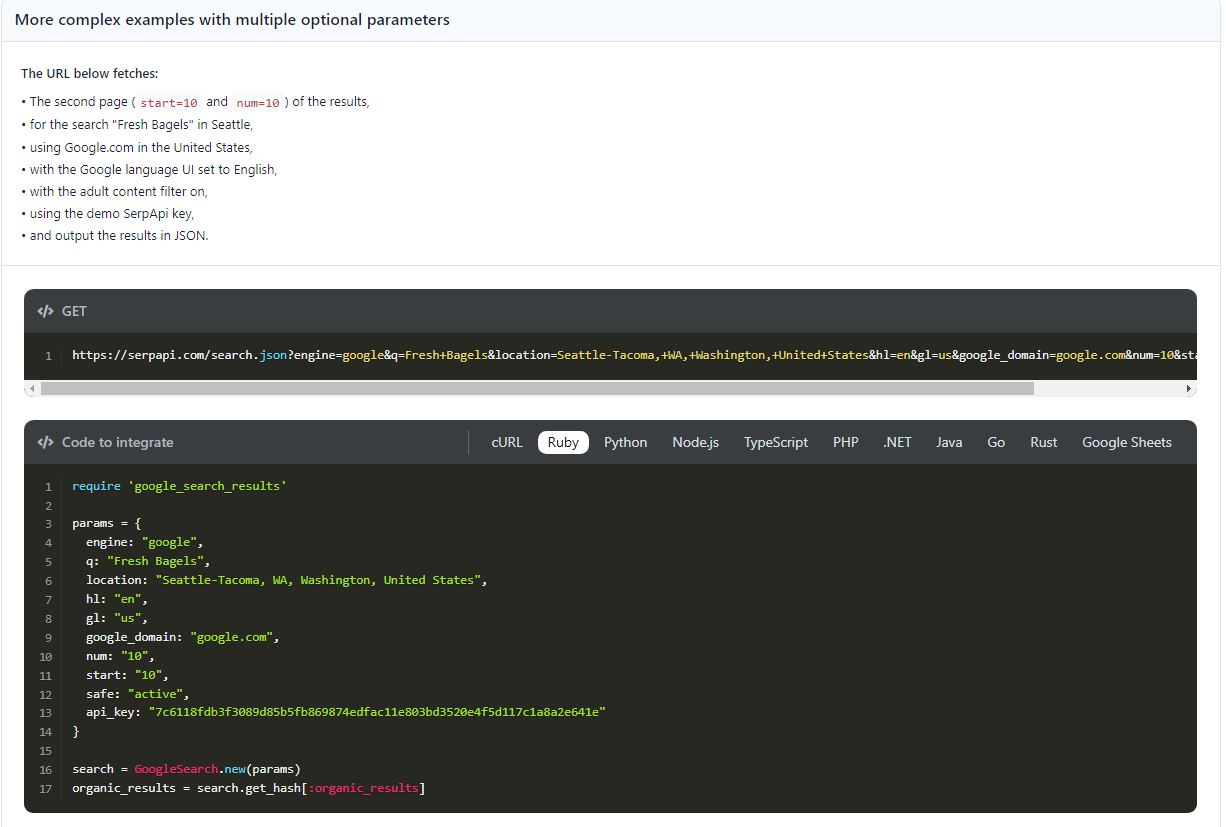 More complex examples with multiple optional parameters
The URL below fetches:
• The second page ( start=10 and num=10 ) of the results,
• for the search "Fresh Bagels" in Seattle,
• using Google.com in the United States,
• with the Google language UI set to English,
• with the adult content filter on,
• using the demo SerpApi key,
• and output the results in JSON.
</> GET
1 https://serpapi.com/search.json?engine=google&q=Fresh+Bagels&location=Seattle-Tacoma,+WA,+Washington,+United+States&hl=en&gl=us&google_domain=google.com&num=10&sta
</> Code to integrate cURL Ruby Python Node.js TypeScript PHP .NET Java Go Rust Google Sheets
1 require 'google_search_results'
2
3 params = {
4 engine: "google",
5 q: "Fresh Bagels",
6 location: "Seattle-Tacoma, WA, Washington, United States",
7 hl: "en",
8 gl: "us",
9 google_domain: "google.com",
10 num: "10",
11 start: "10",
12 safe: "active",
13 api_key: "7c6118fdb3f3089d85b5fb869874edfac11e803bd3520e4f5d117c1a8a2e641e"
14 }
15
16 search = GoogleSearch.new(params)
17 organic_results = search.get_hash[:organic_results]